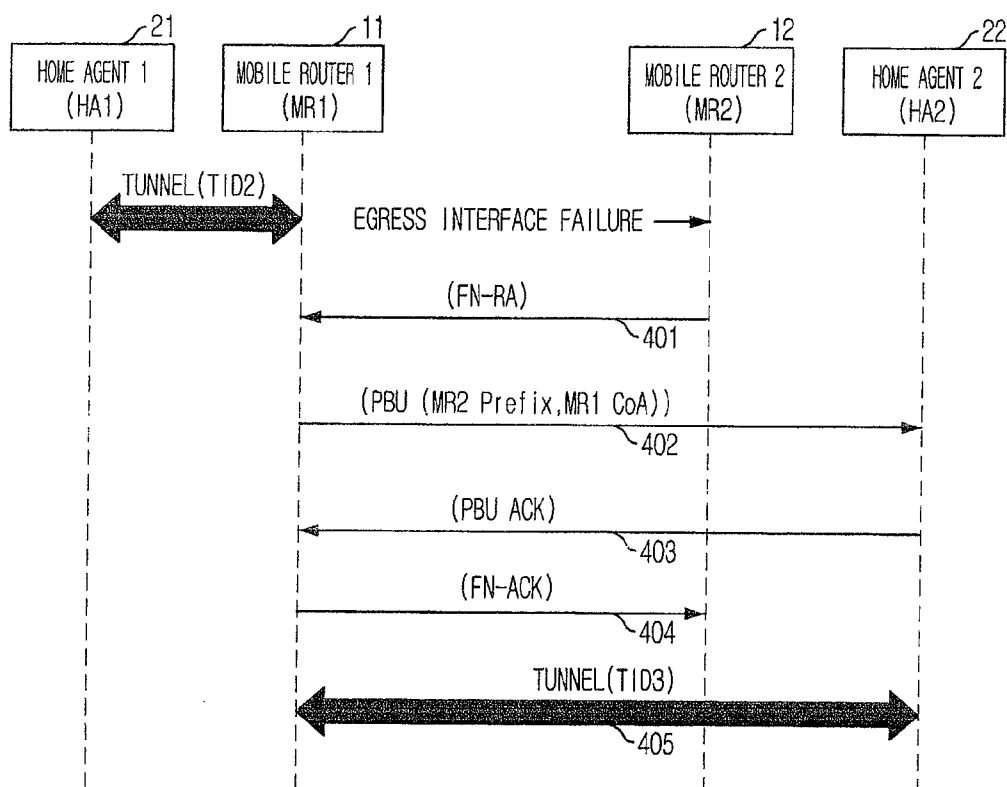 21
11
12
22
HOME AGENT 1
(HA1)
MOBILE ROUTER 1
(MR1)
MOBILE ROUTER 2
(MR2)
HOME AGENT 2
(HA2)
TUNNEL(TID2)
EGRESS INTERFACE FAILURE
(FN-RA)
401
(PBU (MR2 Prefix,MR1 CoA))
402
(PBU ACK)
403
(FN-ACK)
404
TUNNEL(TID3)
405